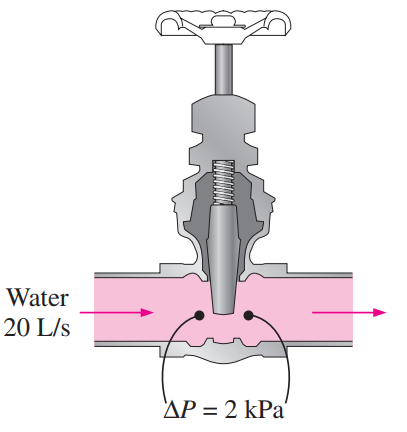 Water
20 L/s
ΔP = 2 kPa